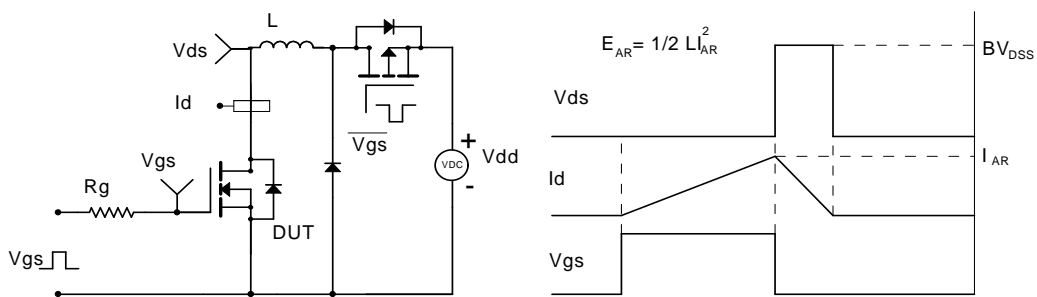 L
Vds
Id
Vgs
Vgs
Rg
+
VDC
Vdd
-
DUT
Vgs
E_AR= 1/2 LI_AR^2
BV_DSS
Vds
I_AR
Id
Vgs